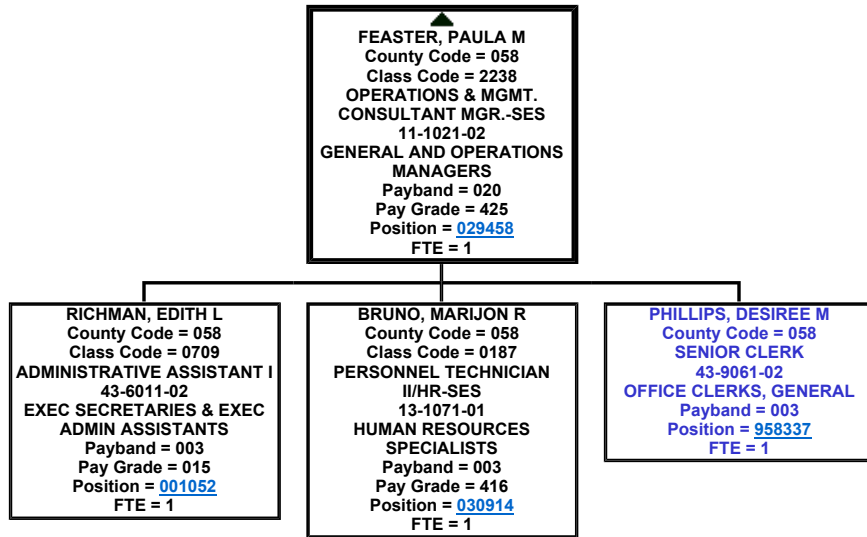 FEASTER, PAULA M
County Code = 058
Class Code = 2238
OPERATIONS & MGMT.
CONSULTANT MGR.-SES
11-1021-02
GENERAL AND OPERATIONS
MANAGERS
Payband = 020
Pay Grade = 425
Position = 029458
FTE = 1
RICHMAN, EDITH L
County Code = 058
Class Code = 0709
ADMINISTRATIVE ASSISTANT I
43-6011-02
EXEC SECRETARIES & EXEC
ADMIN ASSISTANTS
Payband = 003
Pay Grade = 015
Position = 001052
FTE = 1
BRUNO, MARIJON R
County Code = 058
Class Code = 0187
PERSONNEL TECHNICIAN
II/HR-SES
13-1071-01
HUMAN RESOURCES
SPECIALISTS
Payband = 003
Pay Grade = 416
Position = 030914
FTE = 1
PHILLIPS, DESIREE M
County Code = 058
SENIOR CLERK
43-9061-02
OFFICE CLERKS, GENERAL
Payband = 003
Position = 958337
FTE = 1